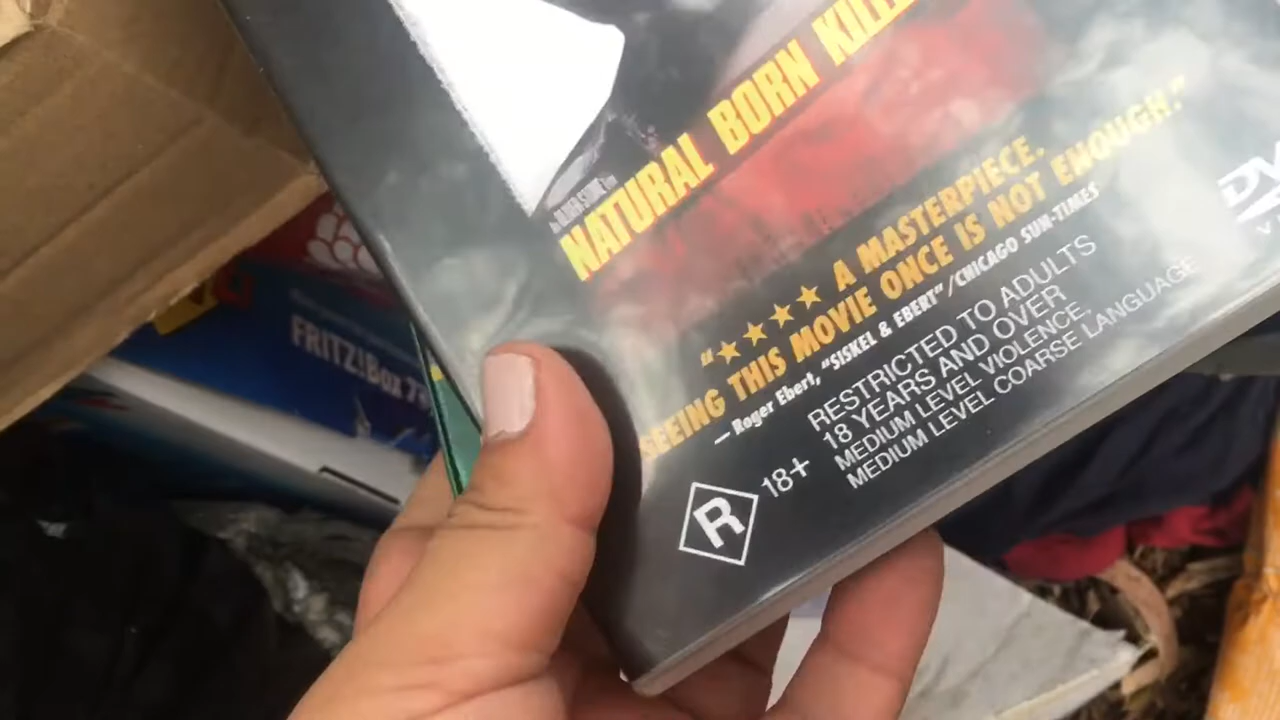 NATURAL BORN KILL
"★★★★ A MASTERPIECE.
SEEING THIS MOVIE ONCE IS NOT ENOUGH."
— Roger Ebert, "SISKEL & EBERT"/CHICAGO SUN-TIMES
RESTRICTED TO ADULTS
18 YEARS AND OVER
MEDIUM LEVEL VIOLENCE,
MEDIUM LEVEL COARSE LANGUAGE
R 18+
DV
FRITZ!Box 7